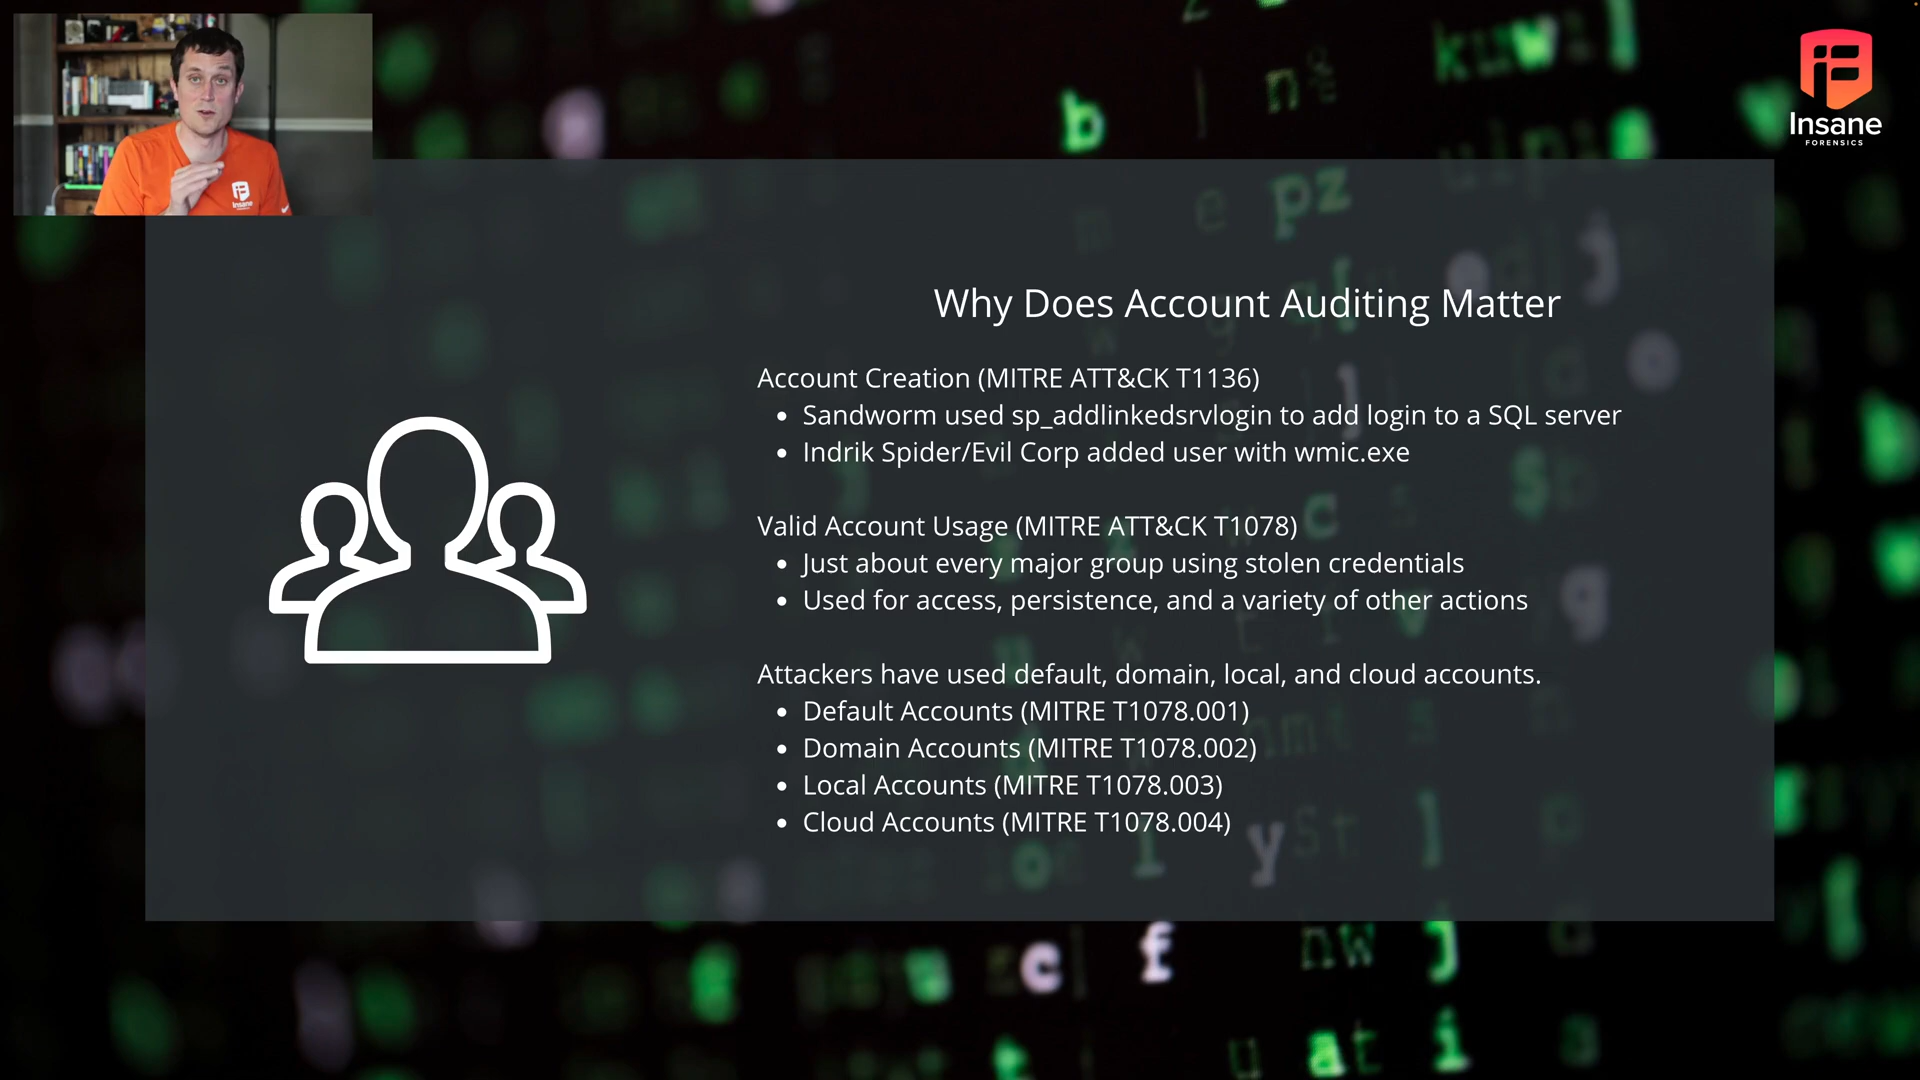 Insane
FORENSICS
Insane
Why Does Account Auditing Matter
Account Creation (MITRE ATT&CK T1136)
• Sandworm used sp_addlinkedsrvlogin to add login to a SQL server
• Indrik Spider/Evil Corp added user with wmic.exe
Valid Account Usage (MITRE ATT&CK T1078)
• Just about every major group using stolen credentials
• Used for access, persistence, and a variety of other actions
Attackers have used default, domain, local, and cloud accounts.
• Default Accounts (MITRE T1078.001)
• Domain Accounts (MITRE T1078.002)
• Local Accounts (MITRE T1078.003)
• Cloud Accounts (MITRE T1078.004)